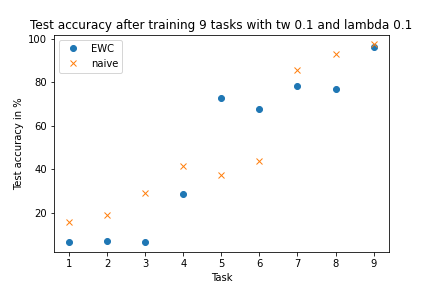 Test accuracy after training 9 tasks with tw 0.1 and lambda 0.1
EWC
naive
Test accuracy in %
100
80
60
40
20
1 2 3 4 5 6 7 8 9
Task